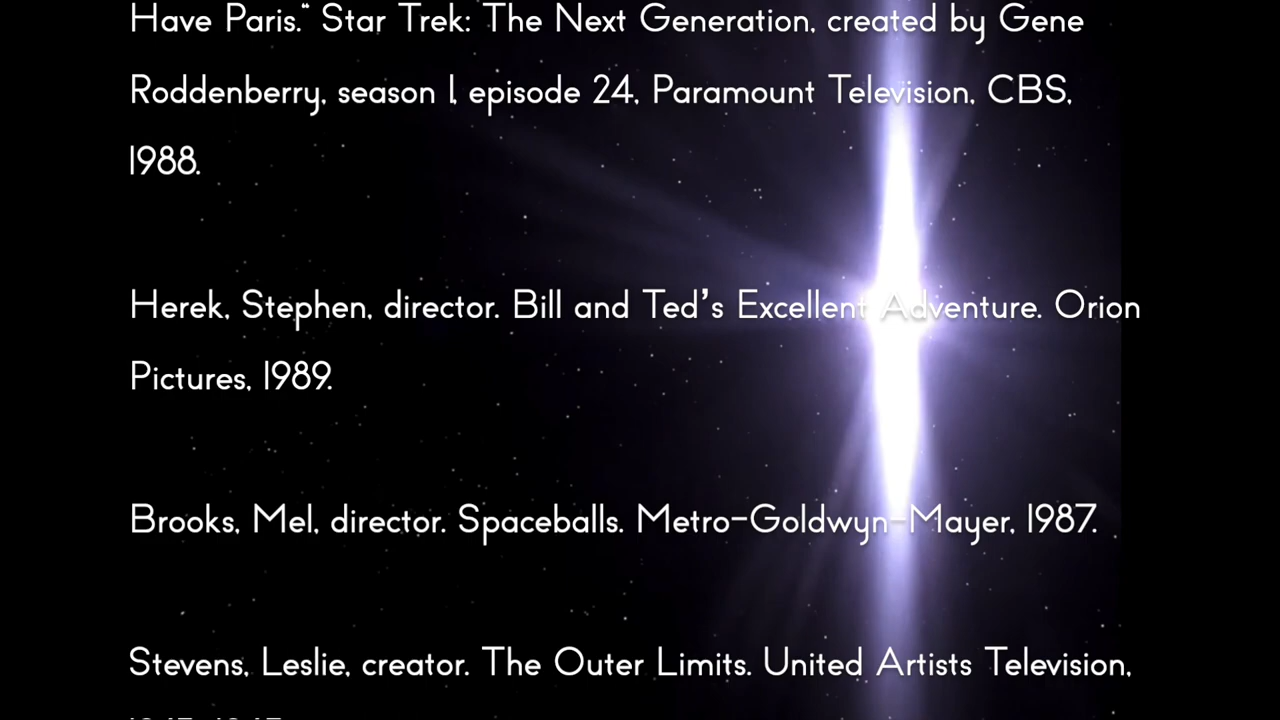 Have Paris.“ Star Trek: The Next Generation, created by Gene
Roddenberry, season 1, episode 24, Paramount Television, CBS,
1988.
Herek, Stephen, director. Bill and Ted’s Excellent Adventure. Orion
Pictures, 1989.
Brooks, Mel, director. Spaceballs. Metro-Goldwyn-Mayer, 1987.
Stevens, Leslie, creator. The Outer Limits. United Artists Television,